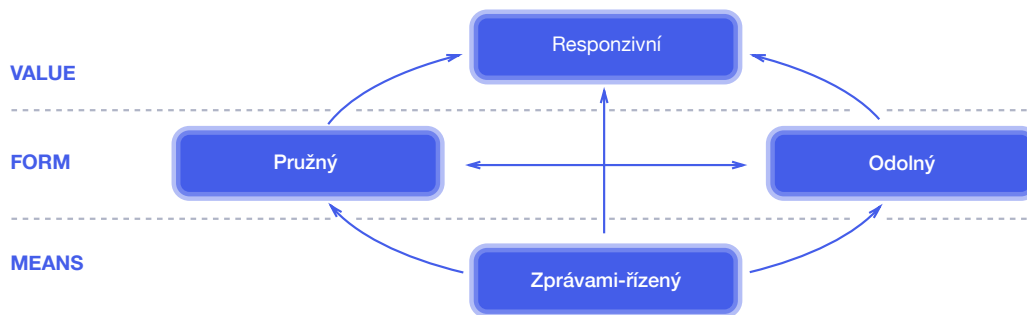 Responzivní
VALUE
FORM
Pružný
Odolný
MEANS
Zprávami-řízený